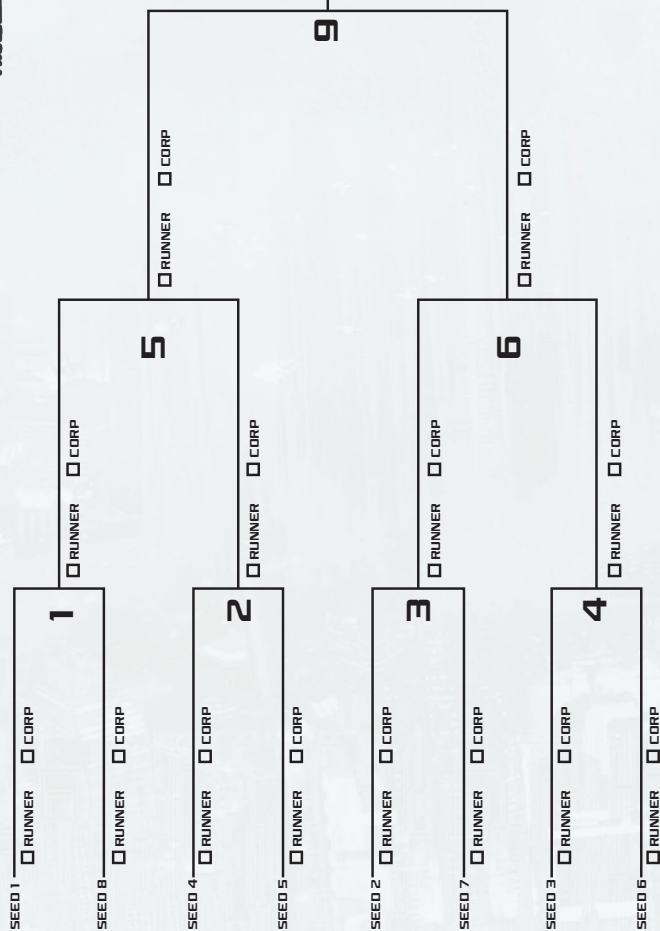 SEED 1
RUNNER CORP
1
RUNNER CORP
SEED 8
RUNNER CORP
5
RUNNER CORP
SEED 4
RUNNER CORP
2
RUNNER CORP
SEED 5
RUNNER CORP
9
SEED 2
RUNNER CORP
3
RUNNER CORP
SEED 7
RUNNER CORP
6
RUNNER CORP
SEED 3
RUNNER CORP
4
RUNNER CORP
SEED 6
RUNNER CORP